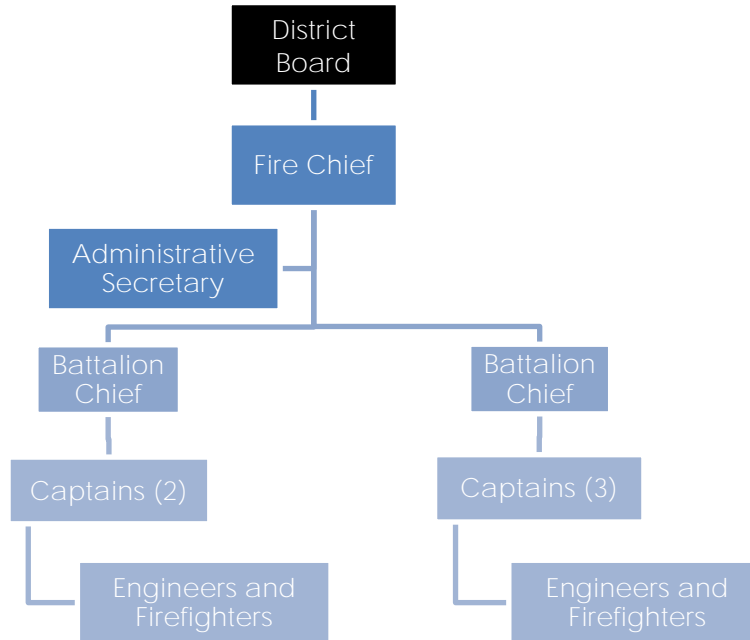 District
Board
Fire Chief
Administrative
Secretary
Battalion
Chief
Battalion
Chief
Captains (2)
Captains (3)
Engineers and
Firefighters
Engineers and
Firefighters